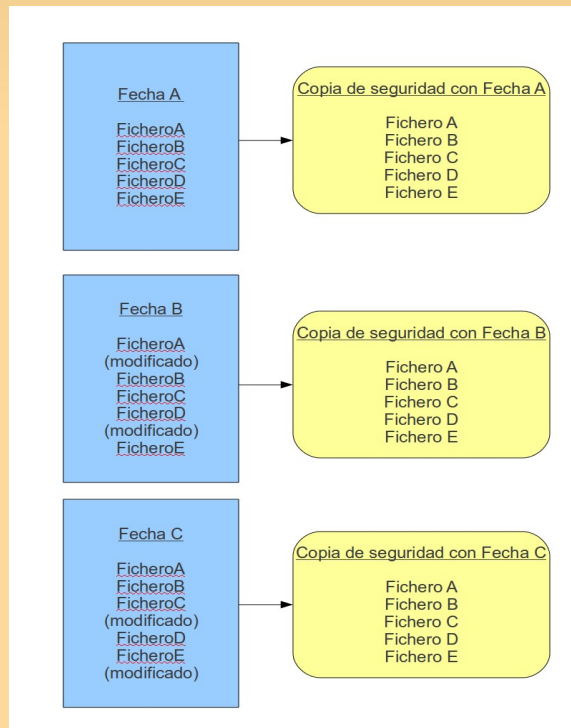 Fecha A
FicheroA
FicheroB
FicheroC
FicheroD
FicheroE
Copia de seguridad con Fecha A
Fichero A
Fichero B
Fichero C
Fichero D
Fichero E
Fecha B
FicheroA
(modificado)
FicheroB
FicheroC
FicheroD
(modificado)
FicheroE
Copia de seguridad con Fecha B
Fichero A
Fichero B
Fichero C
Fichero D
Fichero E
Fecha C
FicheroA
FicheroB
FicheroC
(modificado)
FicheroD
FicheroE
(modificado)
Copia de seguridad con Fecha C
Fichero A
Fichero B
Fichero C
Fichero D
Fichero E